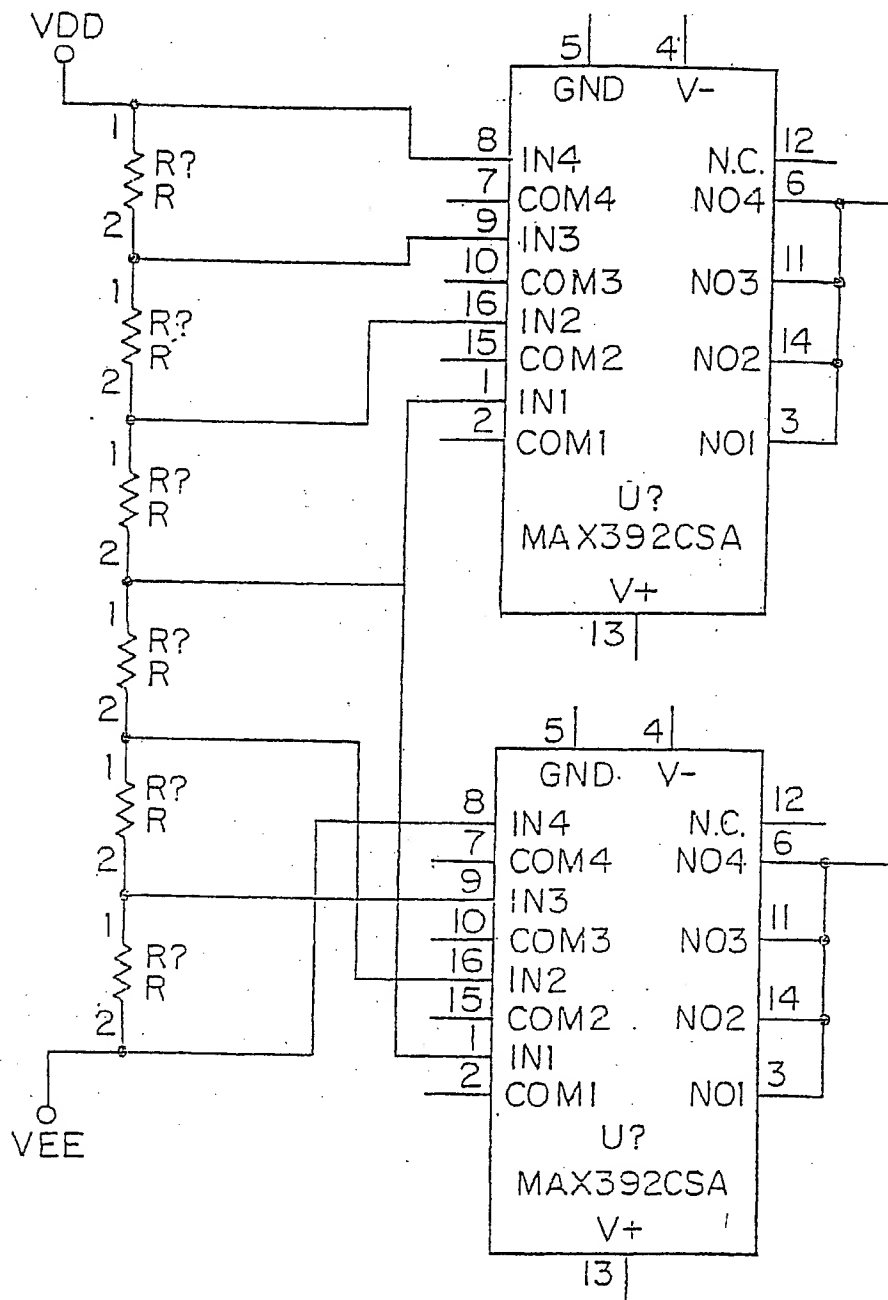 VDD
1
R?
R
2
1
R?
R
2
1
R?
R
2
1
R?
R
2
1
R?
R
2
1
R?
R
2
VEE
5 4
GND V-
8 IN4 N.C. 12
7 COM4 NO4 6
9 IN3
10 COM3 NO3 11
16 IN2
15 COM2 NO2 14
1 IN1
2 COM1 NO1 3
U?
MAX392CSA
V+
13
5 4
GND V-
8 IN4 N.C. 12
7 COM4 NO4 6
9 IN3
10 COM3 NO3 11
16 IN2
15 COM2 NO2 14
1 IN1
2 COM1 NO1 3
U?
MAX392CSA
V+
13